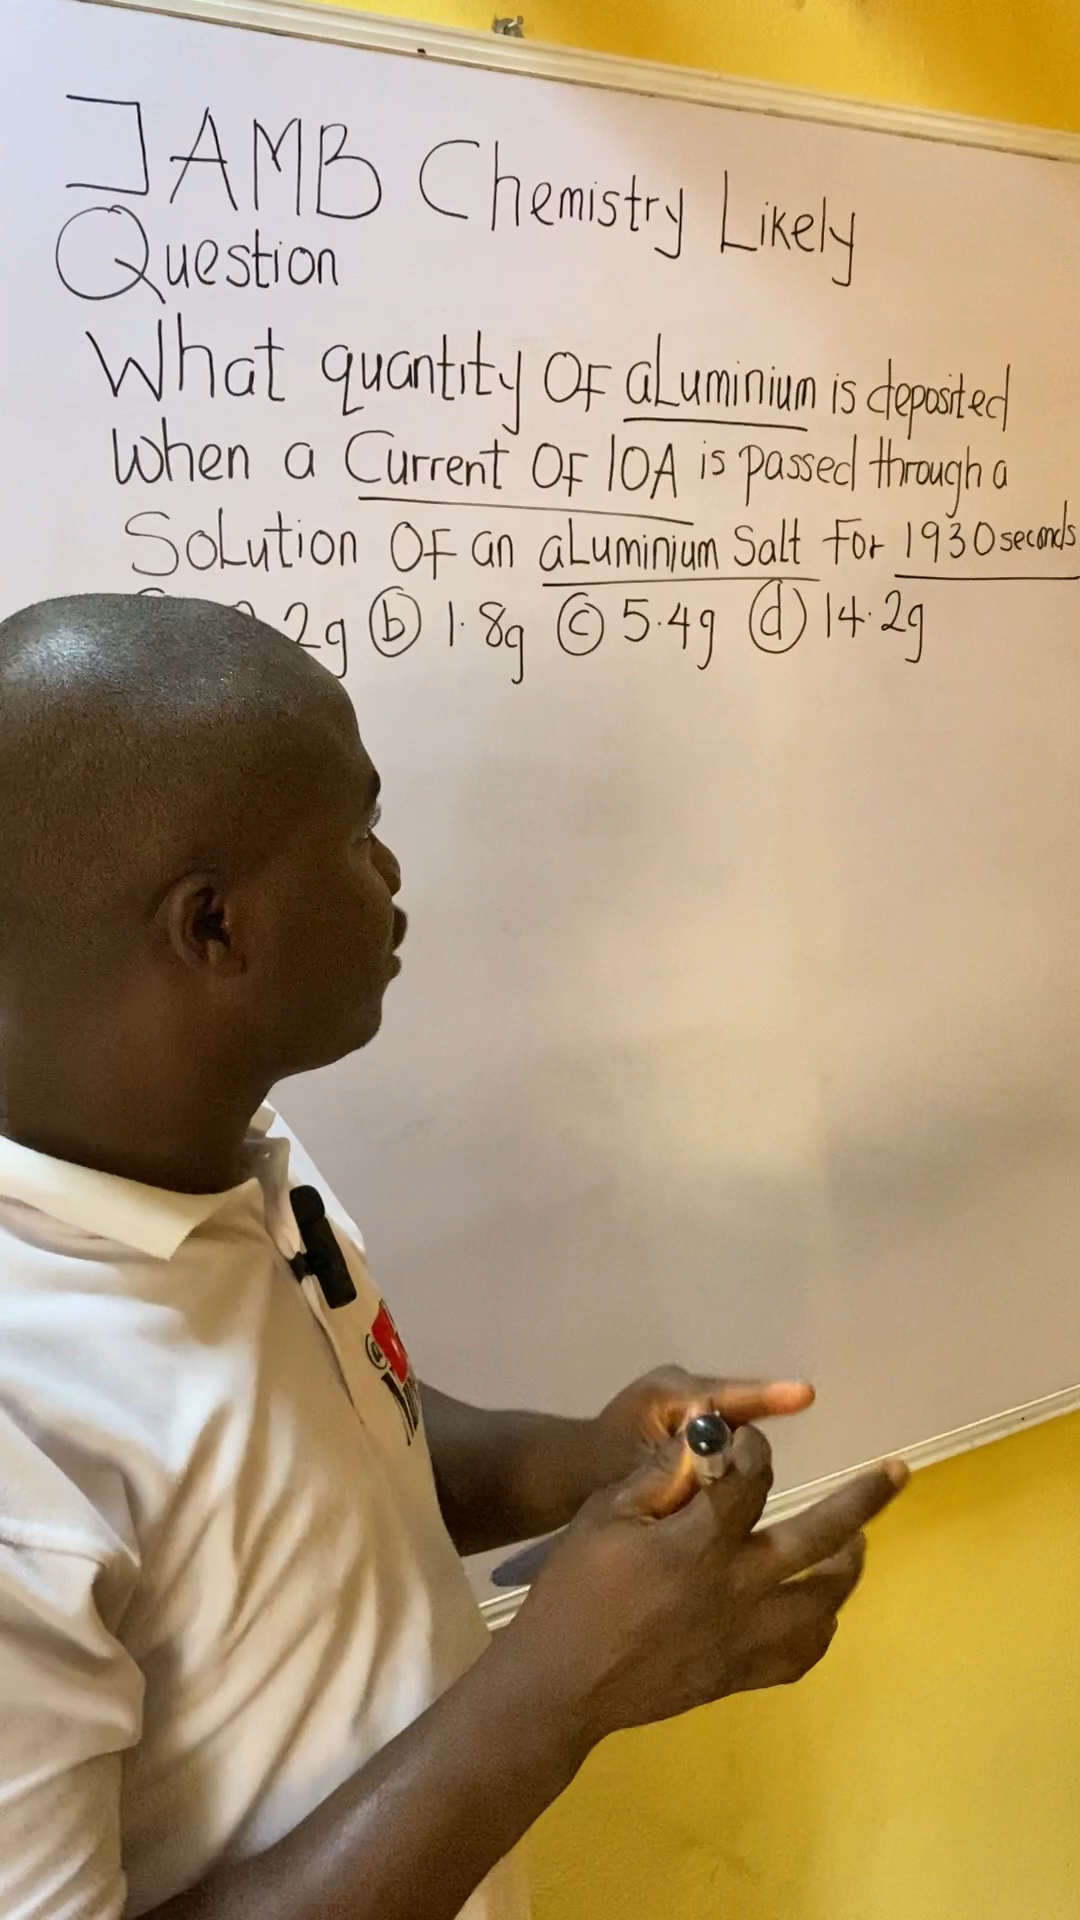 JAMB Chemistry Likely
Question
What quantity OF aLuminium is deposited
When a Current OF 10A is passed through a
SoLution OF an aLuminium Salt For 1930 seconds
2g ⓑ 1.8g ⓒ 5.4g ⓓ 14.2g